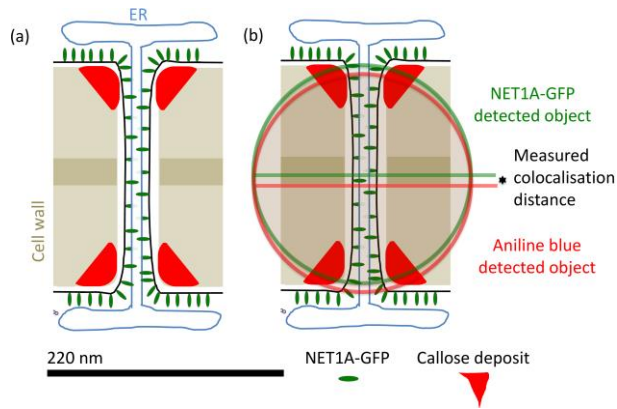 ER
(a)
(b)
NET1A-GFP
detected object
Measured
colocalisation
distance
Cell wall
Aniline blue
detected object
220 nm
NET1A-GFP
Callose deposit